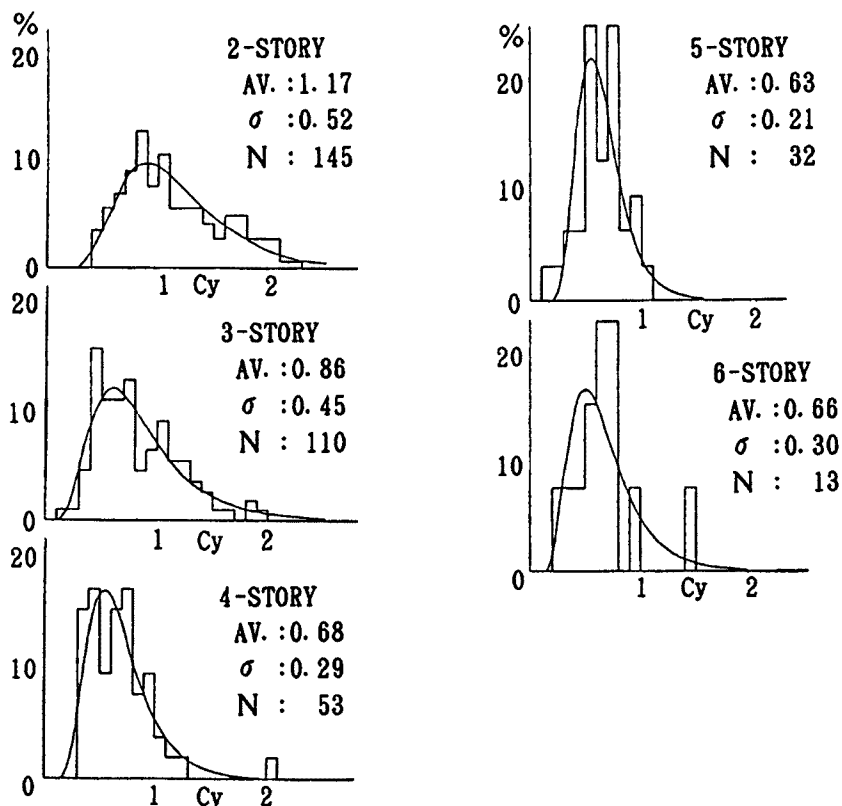 %
20
2-STORY
AV. : 1.17
σ : 0.52
N : 145
10
0
1 Cy 2
20
3-STORY
AV. : 0.86
σ : 0.45
N : 110
10
0
1 Cy 2
20
4-STORY
AV. : 0.68
σ : 0.29
N : 53
10
0
1 Cy 2
%
20
5-STORY
AV. : 0.63
σ : 0.21
N : 32
10
0
1 Cy 2
20
6-STORY
AV. : 0.66
σ : 0.30
N : 13
10
0
1 Cy 2